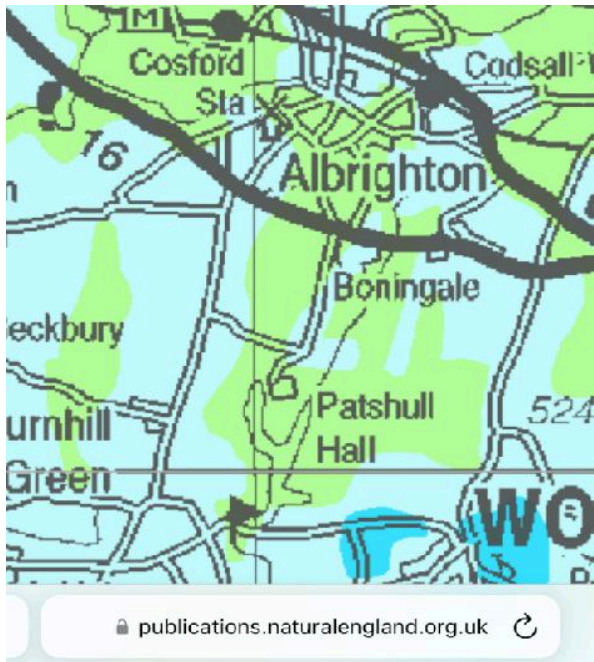 M
Cosford
Codsall
Sta
16
Albrighton
Boningale
eckbury
Patshull
524
urnhill
Hall
Green
WO
publications.naturalengland.org.uk